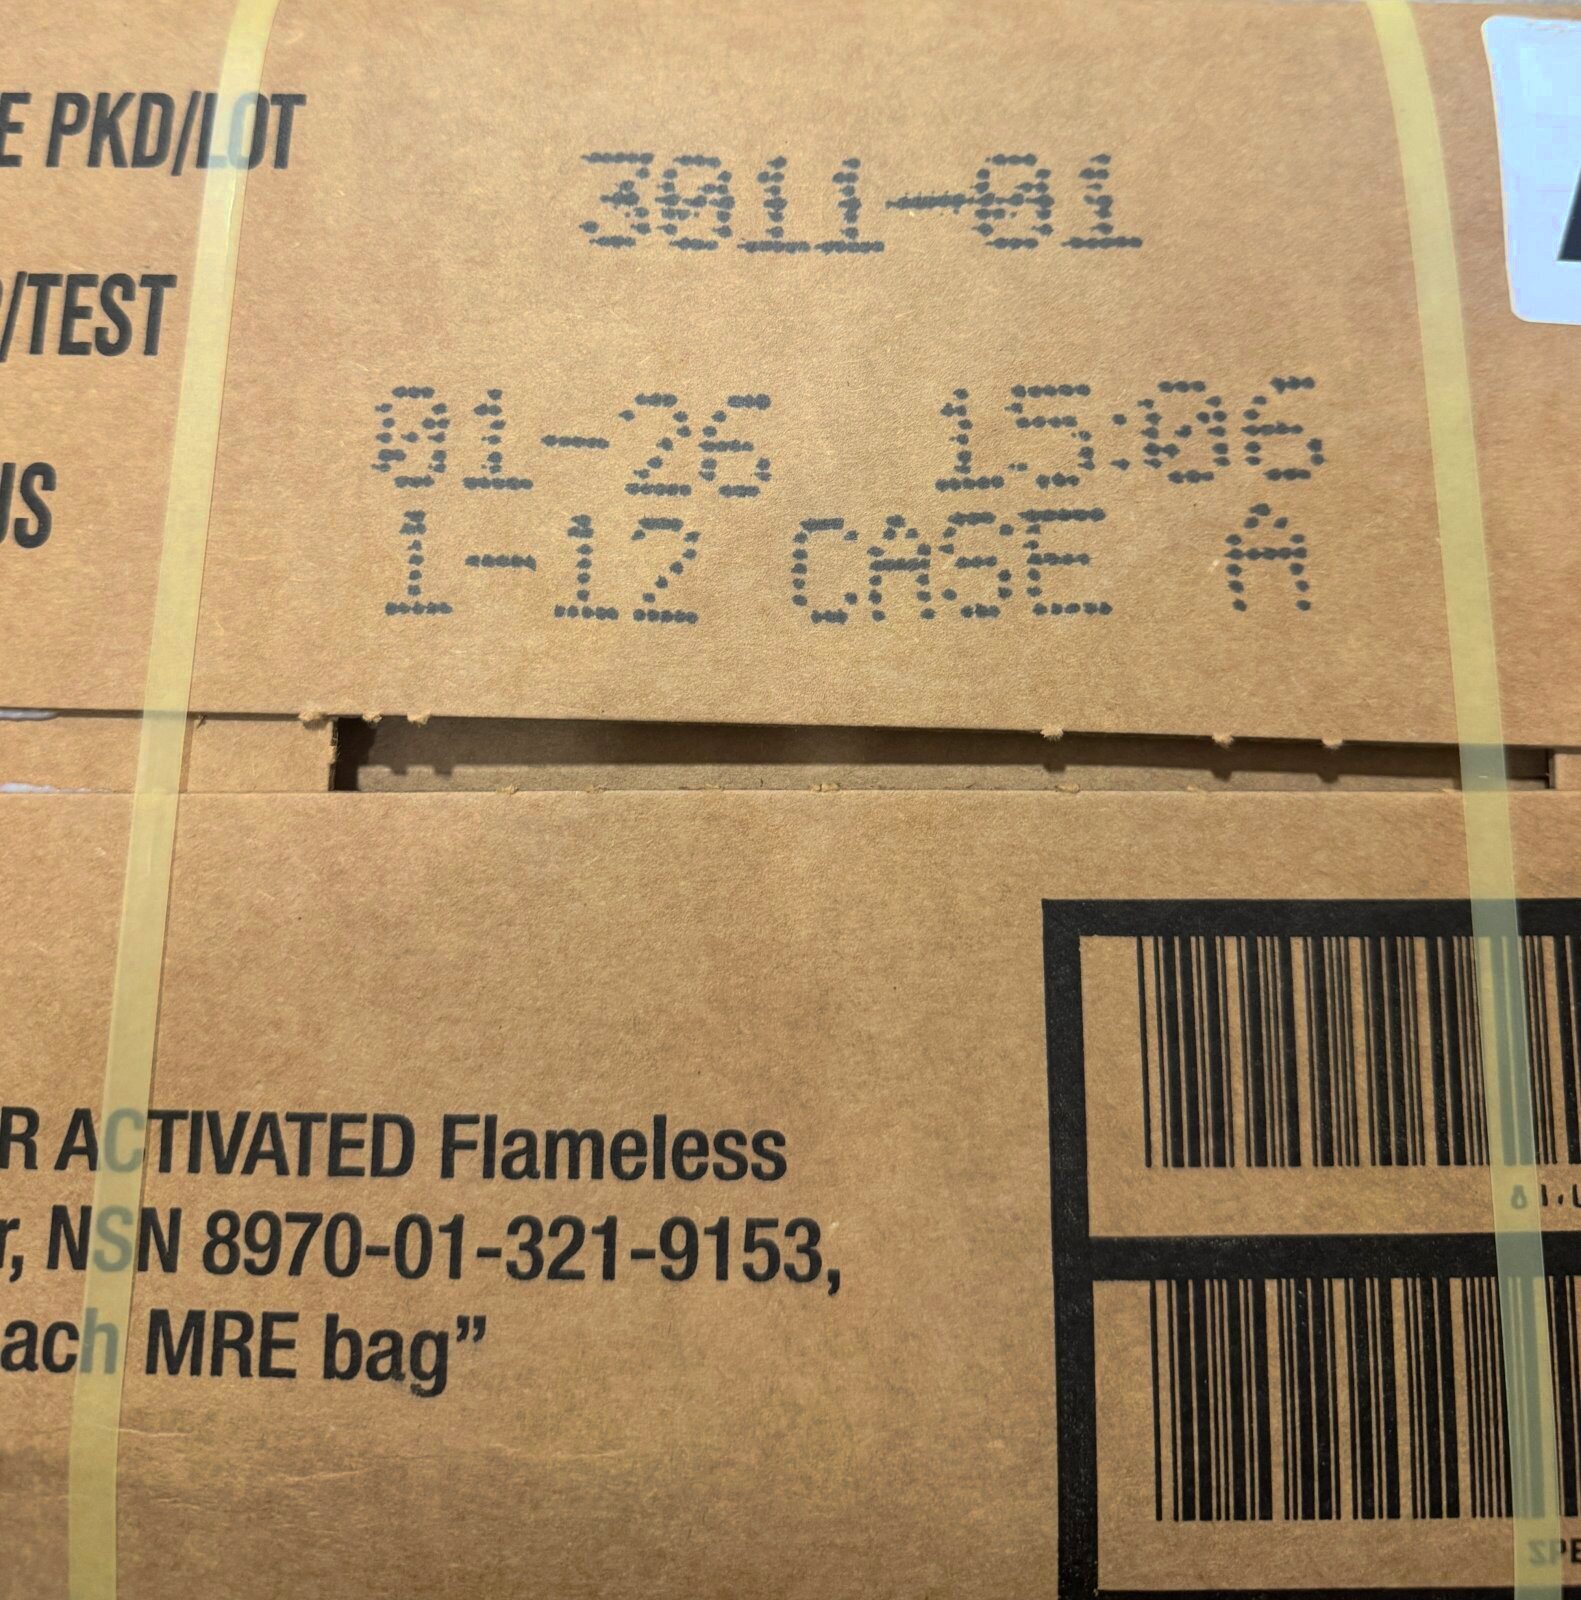 E PKD/LOT 3011-01
/TEST 01-26 15:06
US 1-12 CASE A
R ACTIVATED Flameless
r, NSN 8970-01-321-9153,
ach MRE bag”
SPE